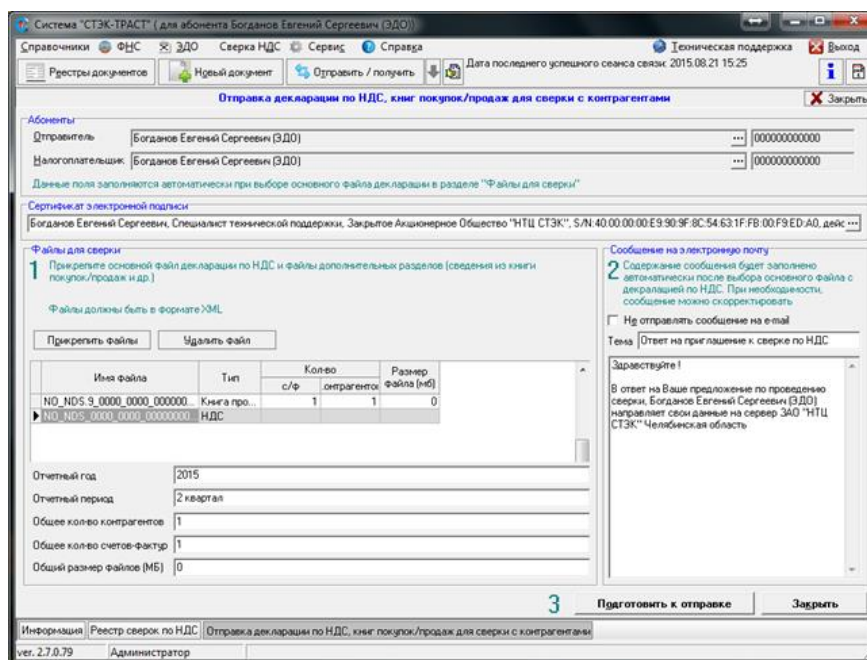 Система "СТЭК-ТРАСТ" ( для абонента Богданов Евгений Сергеевич (ЭДО))
Справочники ФНС ЭДО Сверка НДС Сервис Справка Техническая поддержка Выход
Реестры документов Новый документ Отправить / получить Дата последнего успешного сеанса связи: 2015.08.21 15:25
Отправка декларации по НДС, книг покупок/продаж для сверки с контрагентами Закрыть
Абоненты
Отправитель Богданов Евгений Сергеевич (ЭДО) ... 000000000000
Налогоплательщик Богданов Евгений Сергеевич (ЭДО) ... 000000000000
Данные поля заполняются автоматически при выборе основного файла декларации в разделе "Файлы для сверки"
Сертификат электронной подписи
Богданов Евгений Сергеевич, Специалист технической поддержки, Закрытое Акционерное Общество "НТЦ СТЭК", S/N:40:00:00:00:E9:90:9F:8C:54:63:1F:FB:00:F9:ED:A0, дейс ...
Файлы для сверки
1 Прикрепите основной файл декларации по НДС и файлы дополнительных разделов (сведения из книги
покупок/продаж и др.)
Файлы должны быть в формате XML
Прикрепить файлы Удалить файл
Имя файла Тип Кол-во Размер файла (мб)
с/ф онтрагентов
NO_NDS.9_0000_0000_000000... Книга про... 1 1 0
NO_NDS_0000_0000_00000000... НДС
Отчетный год 2015
Отчетный период 2 квартал
Общее кол-во контрагентов 1
Общее кол-во счетов-фактур 1
Общий размер файлов (МБ) 0
Сообщение на электронную почту
2 Содержание сообщения будет заполнено
автоматически после выбора основного файла с
декралацией по НДС. При необходимости,
сообщение можно скорректировать
Не отправлять сообщение на e-mail
Тема Ответ на приглашение к сверке по НДС
Здравствуйте !
В ответ на Ваше предложение по проведению
сверки, Богданов Евгений Сергеевич (ЭДО)
направляет свои данные на сервер ЗАО "НТЦ
СТЭК" Челябинская область
3 Подготовить к отправке Закрыть
Информация Реестр сверок по НДС Отправка декларации по НДС, книг покупок/продаж для сверки с контрагентами
ver. 2.7.0.79 Администратор